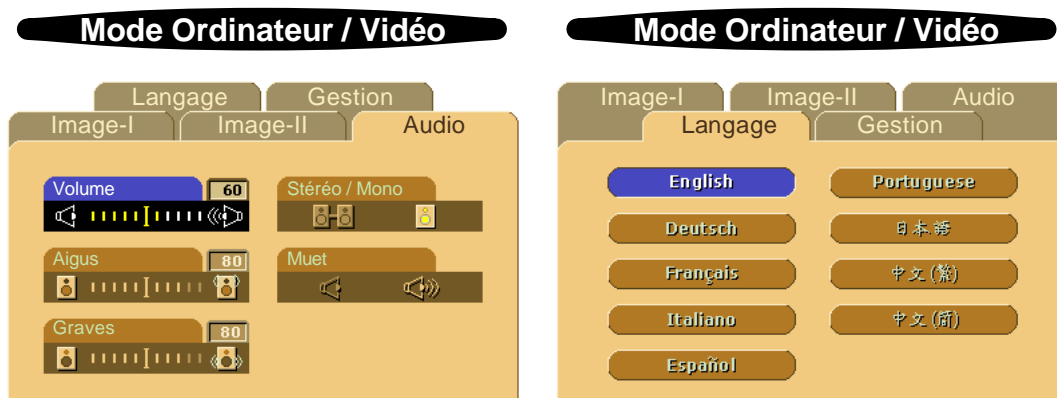 Mode Ordinateur / Vidéo
Langage
Gestion
Image-I
Image-II
Audio
Volume
60
Stéréo / Mono
Aigus
80
Muet
Graves
80
Mode Ordinateur / Vidéo
Image-I
Image-II
Audio
Langage
Gestion
English
Portuguese
Deutsch
日本語
Français
中文(繁)
Italiano
中文(简)
Español